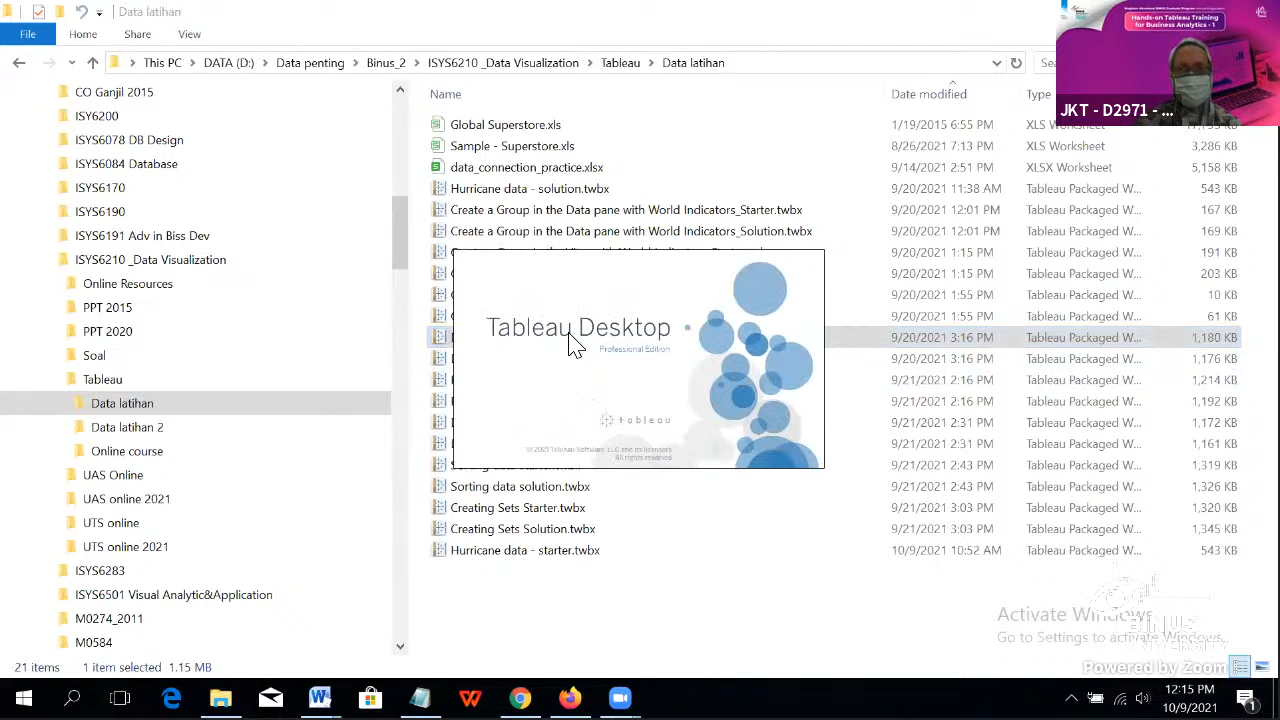 Data latihan
File Home Share View
This PC DATA (D:) Data penting Binus_2 ISYS6210 _Data Visualization Tableau Data latihan
Hands-on Tableau Training
for Business Analytics - 1
JKT - D2971 - ...
CO Ganjil 2015
ISY6200
ISYS6078 DB Design
ISYS6084 Database
ISYS6170
ISYS6190
ISYS6191 Adv in Biss Dev
ISYS6210 _Data Visualization
Online Resources
PPT 2015
PPT 2020
Soal
Tableau
Data latihan
Data latihan 2
Online course
UAS Online
UAS online 2021
UTS online
UTS online 2021
ISYS6283
ISYS6501 Visual Analytic&Application
M0274_2011
M0584
Name Date modified Type
Global Superstore.xls 1/19/2015 6:55 PM XLS Worksheet
Sample - Superstore.xls 8/26/2021 7:13 PM XLS Worksheet 3,286 KB
data_connection_practice.xlsx 9/14/2021 2:51 PM XLSX Worksheet 5,158 KB
Hurricane data - solution.twbx 9/20/2021 11:38 AM Tableau Packaged W... 543 KB
Create a Group in the Data pane with World Indicators_Starter.twbx 9/20/2021 12:01 PM Tableau Packaged W... 167 KB
Create a Group in the Data pane with World Indicators_Solution.twbx 9/20/2021 12:01 PM Tableau Packaged W... 169 KB
9/20/2021 1:15 PM Tableau Packaged W... 191 KB
9/20/2021 1:15 PM Tableau Packaged W... 203 KB
9/20/2021 1:55 PM Tableau Packaged W... 10 KB
9/20/2021 1:55 PM Tableau Packaged W... 61 KB
9/20/2021 3:16 PM Tableau Packaged W... 1,180 KB
9/20/2021 3:16 PM Tableau Packaged W... 1,176 KB
9/21/2021 2:16 PM Tableau Packaged W... 1,214 KB
9/21/2021 2:16 PM Tableau Packaged W... 1,192 KB
9/21/2021 2:31 PM Tableau Packaged W... 1,172 KB
9/21/2021 2:31 PM Tableau Packaged W... 1,161 KB
9/21/2021 2:43 PM Tableau Packaged W... 1,319 KB
Sorting data solution.twbx 9/21/2021 2:43 PM Tableau Packaged W... 1,326 KB
Creating Sets Starter.twbx 9/21/2021 3:03 PM Tableau Packaged W... 1,320 KB
Creating Sets Solution.twbx 9/21/2021 3:03 PM Tableau Packaged W... 1,345 KB
Hurricane data - starter.twbx 10/9/2021 10:52 AM Tableau Packaged W... 543 KB
Tableau Desktop
Professional Edition
tableau
© 2021 Tableau Software, LLC and its licensors
All rights reserved
Activate Windows
Go to Settings to activate Windows.
BINUS
UNIVERSITY
Powered by Zoom
21 items 1 item selected 1.15 MB
12:15 PM
10/9/2021
1